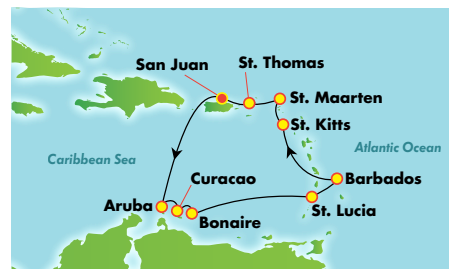 San Juan
St. Thomas
St. Maarten
St. Kitts
Atlantic Ocean
Caribbean Sea
Curacao
Barbados
Aruba
St. Lucia
Bonaire